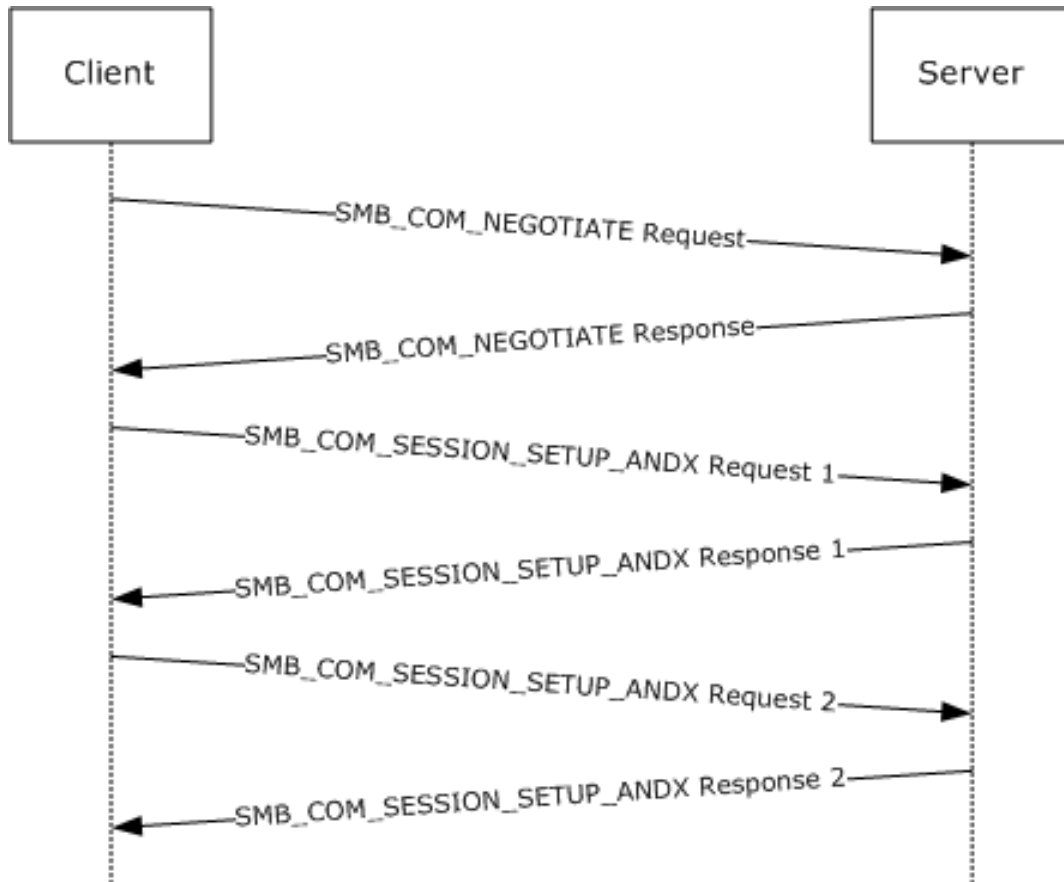 Client
Server
SMB_COM_NEGOTIATE Request
SMB_COM_NEGOTIATE Response
SMB_COM_SESSION_SETUP_ANDX Request 1
SMB_COM_SESSION_SETUP_ANDX Response 1
SMB_COM_SESSION_SETUP_ANDX Request 2
SMB_COM_SESSION_SETUP_ANDX Response 2